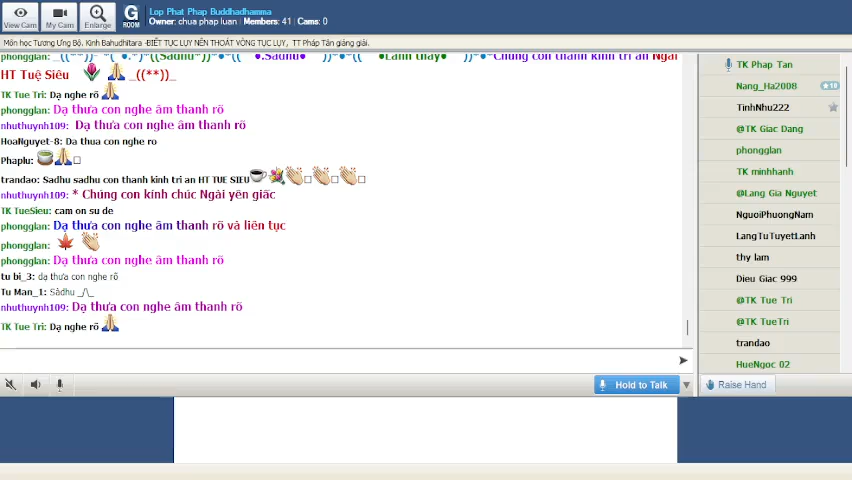 Lop Phat Phap Buddhadhamma
Owner: chua phap luan Members: 41 Cams: 0
View Cam
My Cam
Enlarge
G ROOM
Môn học Tương Ưng Bộ. Kinh Bahudhitara -BIẾT TỤC LỤY NÊN THOÁT VÒNG TỤC LỤY, TT Pháp Tân giảng giải.
HT Tuệ Siêu _((**))_
TK Tue Tri: Dạ nghe rõ
phongglan: Dạ thưa con nghe âm thanh rõ
nhuthuynh109: Dạ thưa con nghe âm thanh rõ
HoaNguyet-8: Da thua con nghe ro
Phaplu:
trandao: Sadhu sadhu con thanh kinh tri an HT TUE SIEU
nhuthuynh109: * Chúng con kính chúc Ngài yên giấc
TK TueSieu: cam on su de
phongglan: Dạ thưa con nghe âm thanh rõ và liên tục
phongglan:
phongglan: Dạ thưa con nghe âm thanh rõ
tu bi_3: dạ thưa con nghe rõ
Tu Man_1: Sādhu _/\_
nhuthuynh109: Dạ thưa con nghe âm thanh rõ
TK Tue Tri: Dạ nghe rõ
Hold to Talk
TK Phap Tan
Nang_Ha2008
TinhNhu222
@TK Giac Dang
phongglan
TK minhhanh
@Lang Gia Nguyet
NguoiPhuongNam
LangTuTuyetLanh
thy lam
Dieu Giac 999
@TK Tue Tri
@TK TueTri
trandao
HueNgoc 02
Raise Hand